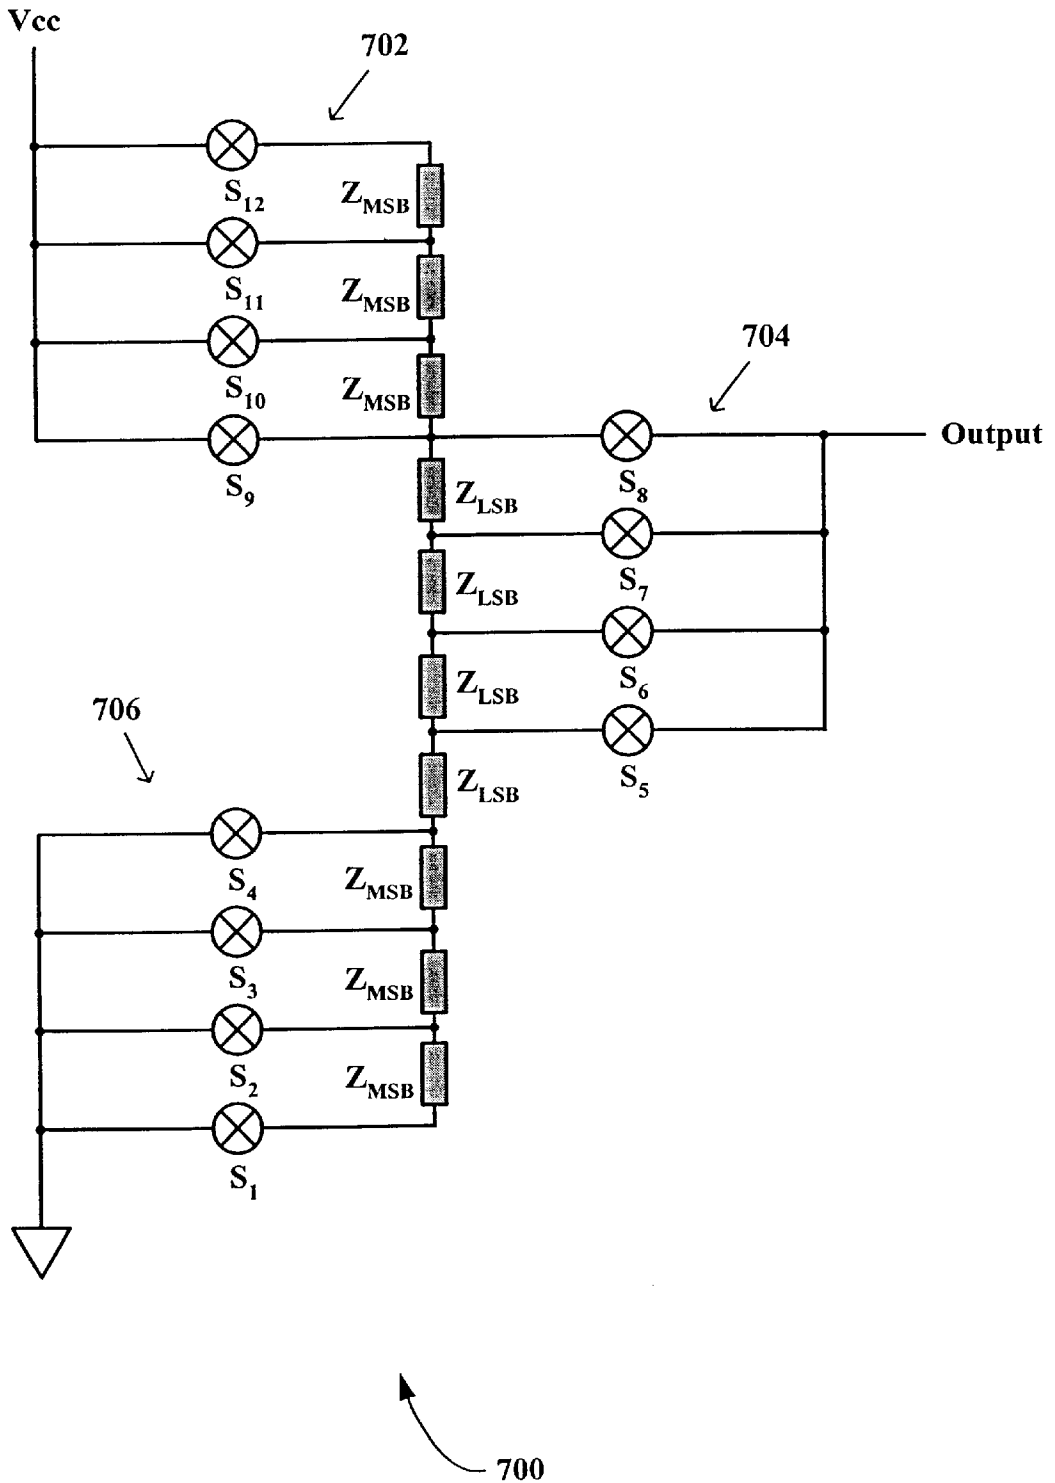 Vcc
702
S12
ZMSB
S11
ZMSB
S10
ZMSB
704
S9
S8
Output
ZLSB
S7
ZLSB
S6
ZLSB
706
S5
ZLSB
S4
ZMSB
S3
ZMSB
S2
ZMSB
S1
700